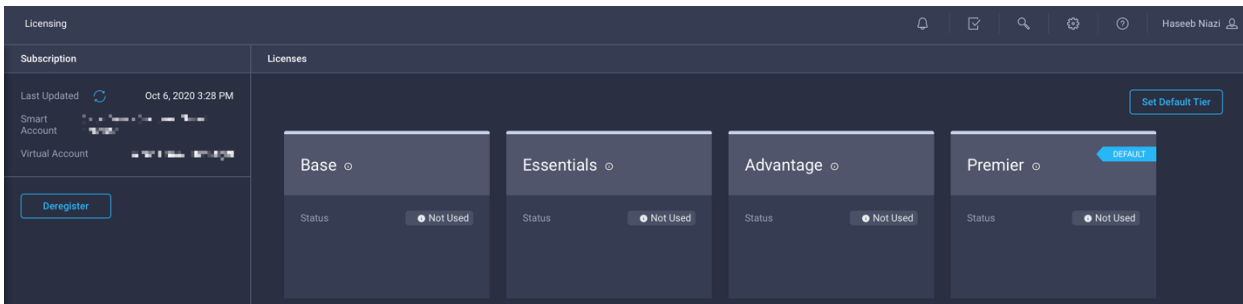 Licensing
Haseeb Niazi
Subscription
Last Updated
Oct 6, 2020 3:28 PM
Smart
Account
Virtual Account
Deregister
Licenses
Set Default Tier
Base
Status
Not Used
Essentials
Status
Not Used
Advantage
Status
Not Used
Premier
DEFAULT
Status
Not Used